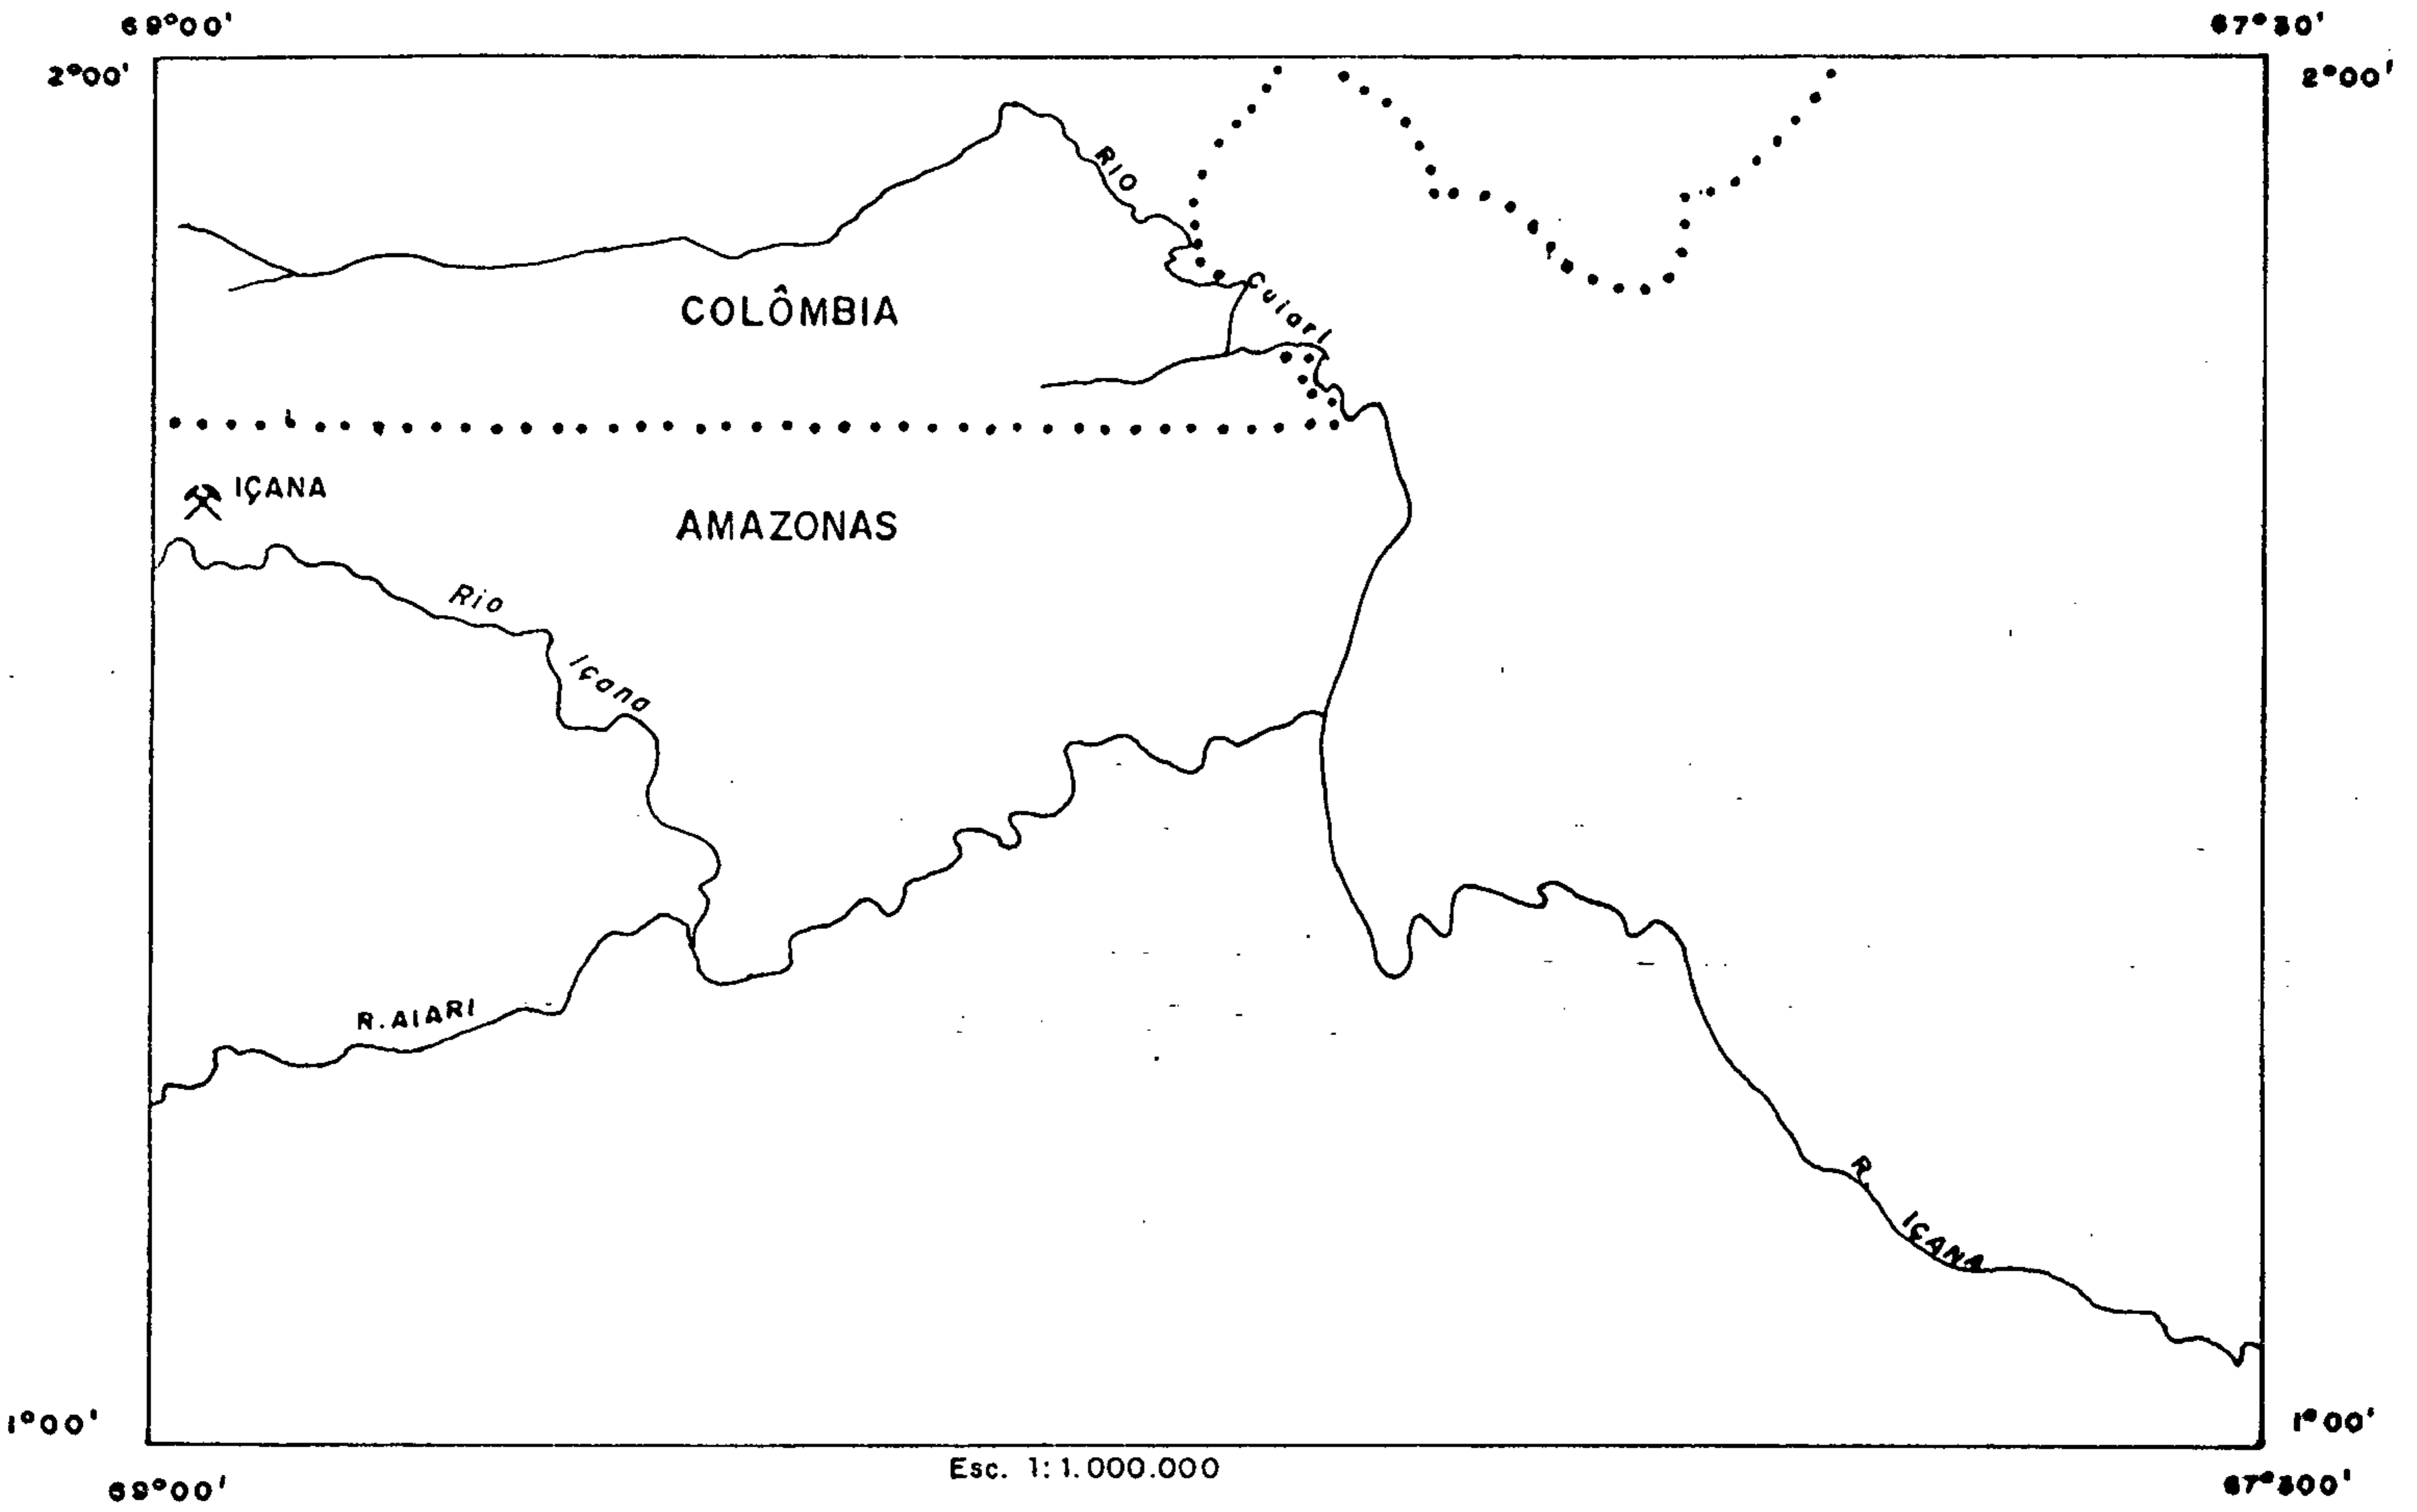 69°00'
67°30'
2°00'
2°00'
RIO
Cuiari
COLÔMBIA
IÇANA
AMAZONAS
Rio
Içana
R. AIARI
R.
IÇANA
1°00'
1°00'
Esc. 1:1.000.000
69°00'
67°300'